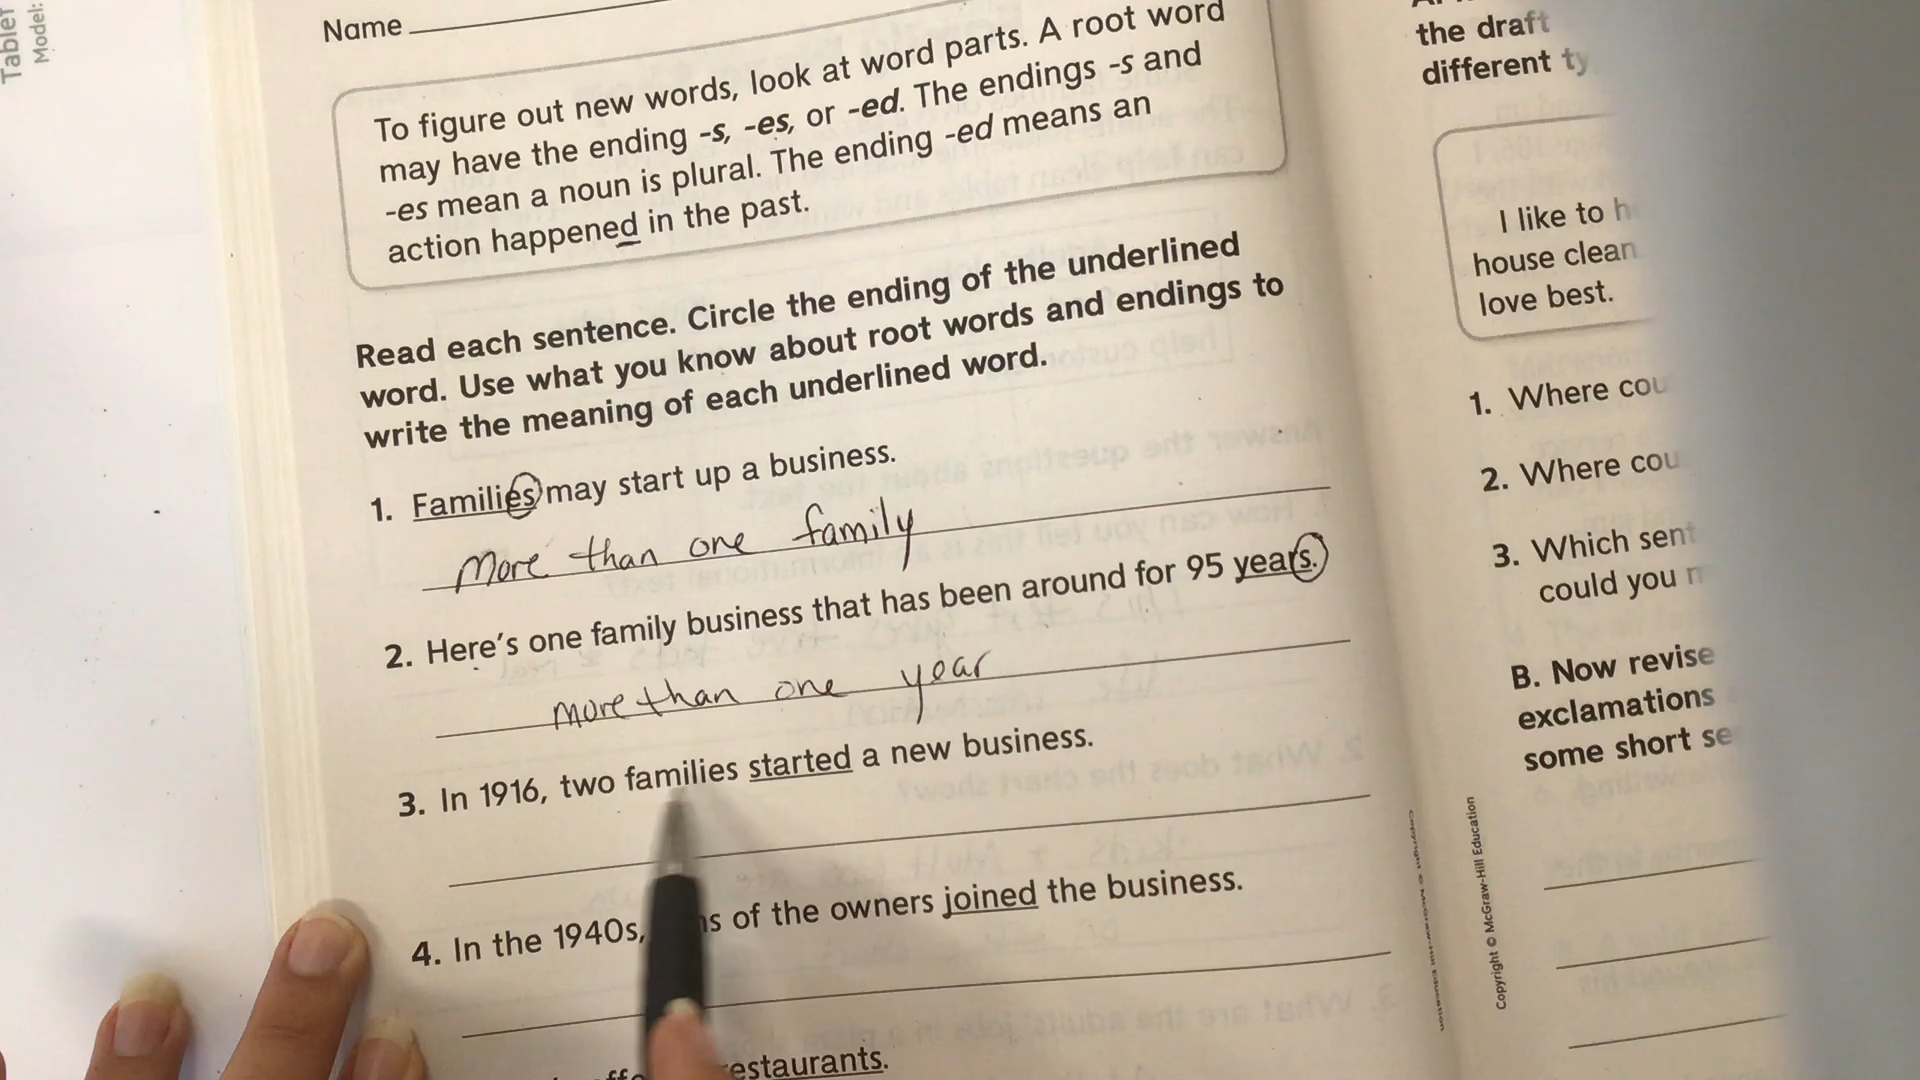 Tablet
Model:
Name
To figure out new words, look at word parts. A root word
may have the ending -s, -es, or -ed. The endings -s and
-es mean a noun is plural. The ending -ed means an
action happened in the past.
Read each sentence. Circle the ending of the underlined
word. Use what you know about root words and endings to
write the meaning of each underlined word.
1. Families may start up a business.
More than one family
2. Here's one family business that has been around for 95 years.
more than one year
3. In 1916, two families started a new business.
4. In the 1940s, of the owners joined the business.
estaurants.
Copyright © McGraw-Hill Education
the draft
different ty
I like to h
house clean
love best.
1. Where cou
2. Where cou
3. Which sent
could you
B. Now revise
exclamations
some short se